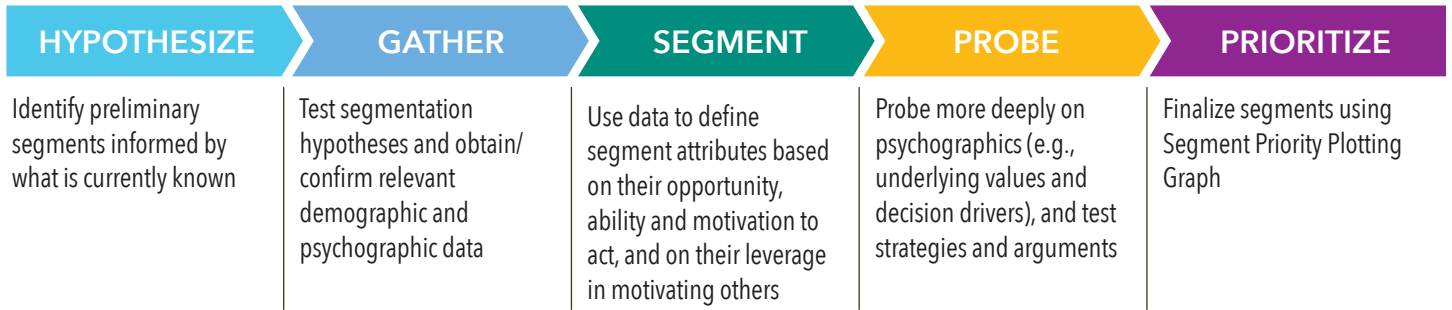 HYPOTHESIZE
Identify preliminary
segments informed by
what is currently known
GATHER
Test segmentation
hypotheses and obtain/
confirm relevant
demographic and
psychographic data
SEGMENT
Use data to define
segment attributes based
on their opportunity,
ability and motivation to
act, and on their leverage
in motivating others
PROBE
Probe more deeply on
psychographics (e.g.,
underlying values and
decision drivers), and test
strategies and arguments
PRIORITIZE
Finalize segments using
Segment Priority Plotting
Graph